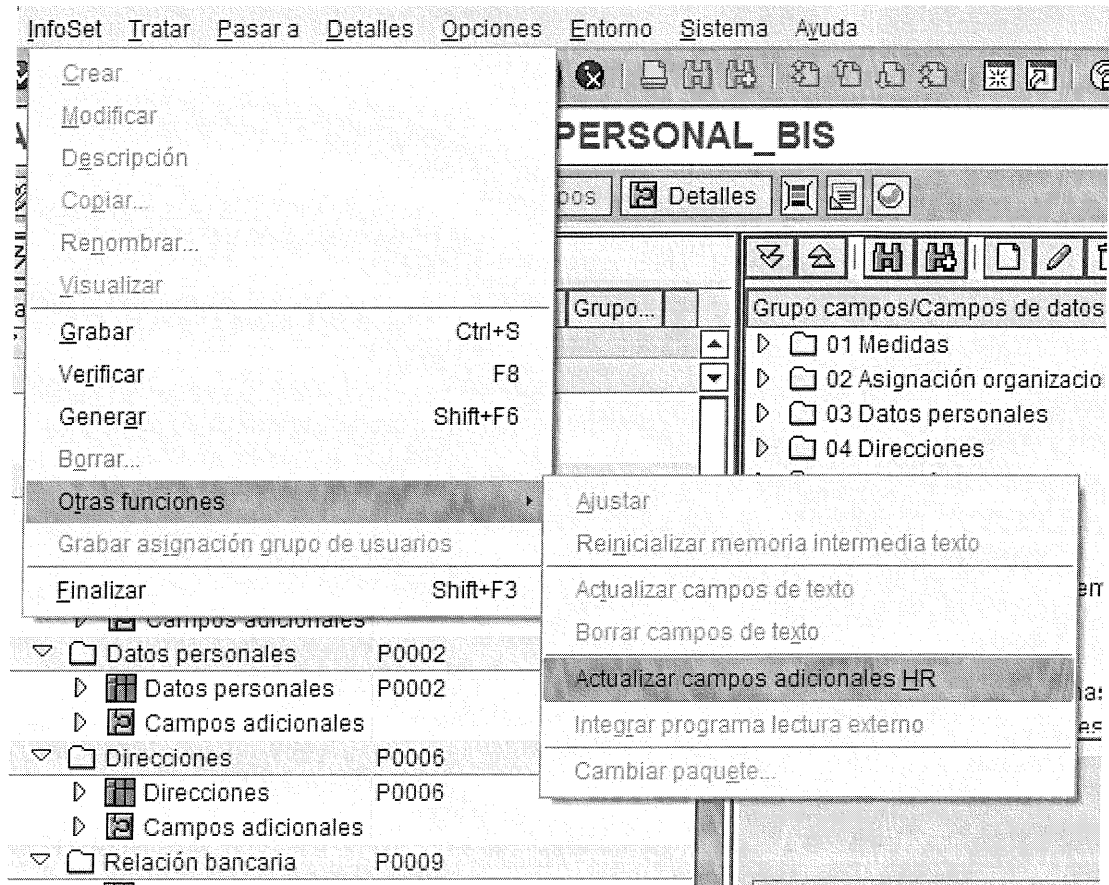 InfoSet Tratar Pasar a Detalles Opciones Entorno Sistema Ayuda
Crear
Modificar
Descripción
Copiar...
Renombrar...
Visualizar
Grabar Ctrl+S
Verificar F8
Generar Shift+F6
Borrar...
Otras funciones
Grabar asignación grupo de usuarios
Finalizar Shift+F3
PERSONAL_BIS
pos Detalles
Grupo...
Grupo campos/Campos de datos
01 Medidas
02 Asignación organizacio
03 Datos personales
04 Direcciones
Ajustar
Reinicializar memoria intermedia texto
Actualizar campos de texto
Borrar campos de texto
Actualizar campos adicionales HR
Integrar programa lectura externo
Cambiar paquete...
Campos adicionales
Datos personales P0002
Datos personales P0002
Campos adicionales
Direcciones P0006
Direcciones P0006
Campos adicionales
Relación bancaria P0009